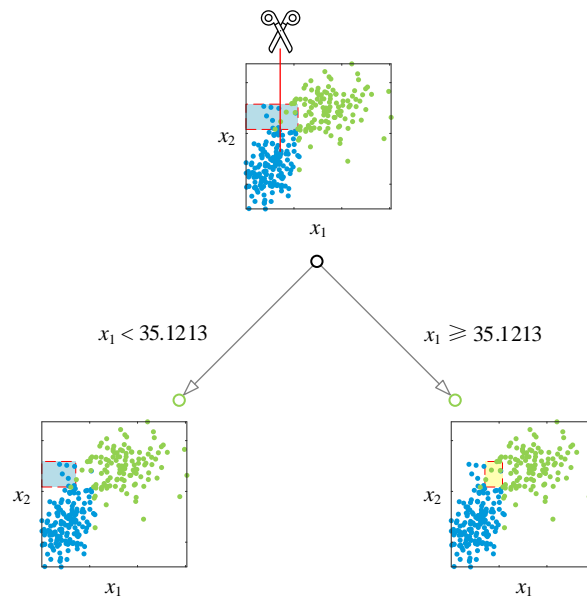 x₂
x₁
x₁ < 35.1213
x₁ ⩾ 35.1213
x₂
x₂
x₁
x₁